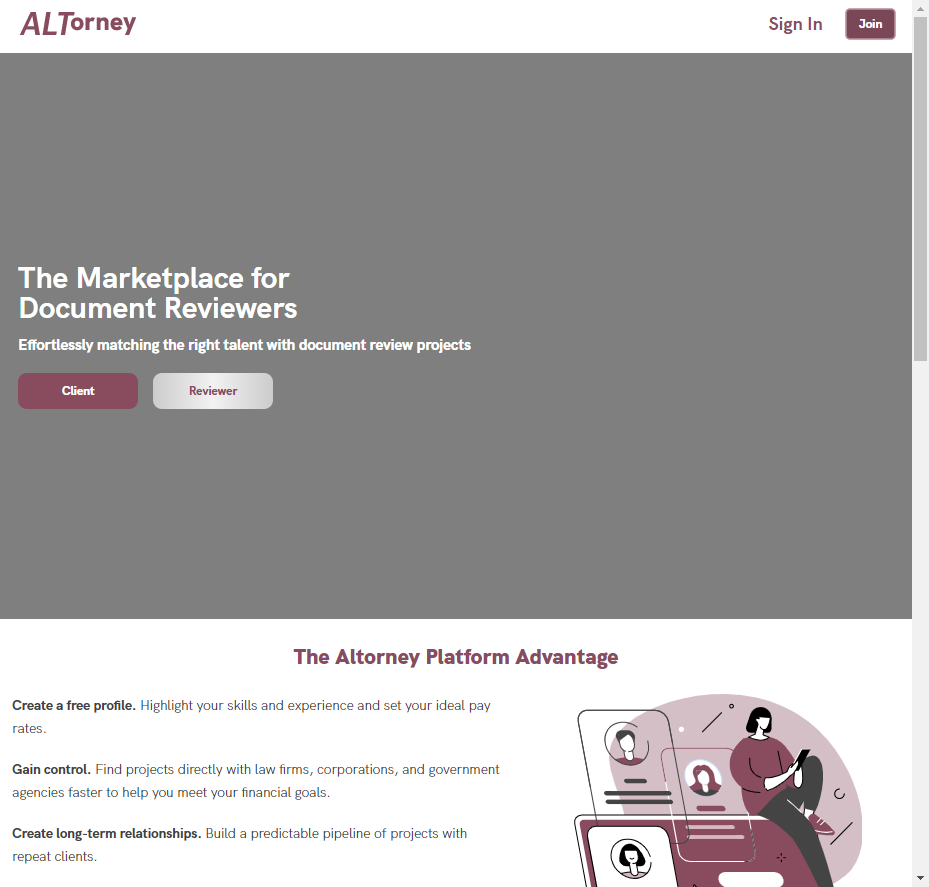 ALTorney
Sign In
Join
The Marketplace for
Document Reviewers
Effortlessly matching the right talent with document review projects
Client
Reviewer
The Altorney Platform Advantage
Create a free profile. Highlight your skills and experience and set your ideal pay
rates.
Gain control. Find projects directly with law firms, corporations, and government
agencies faster to help you meet your financial goals.
Create long-term relationships. Build a predictable pipeline of projects with
repeat clients.